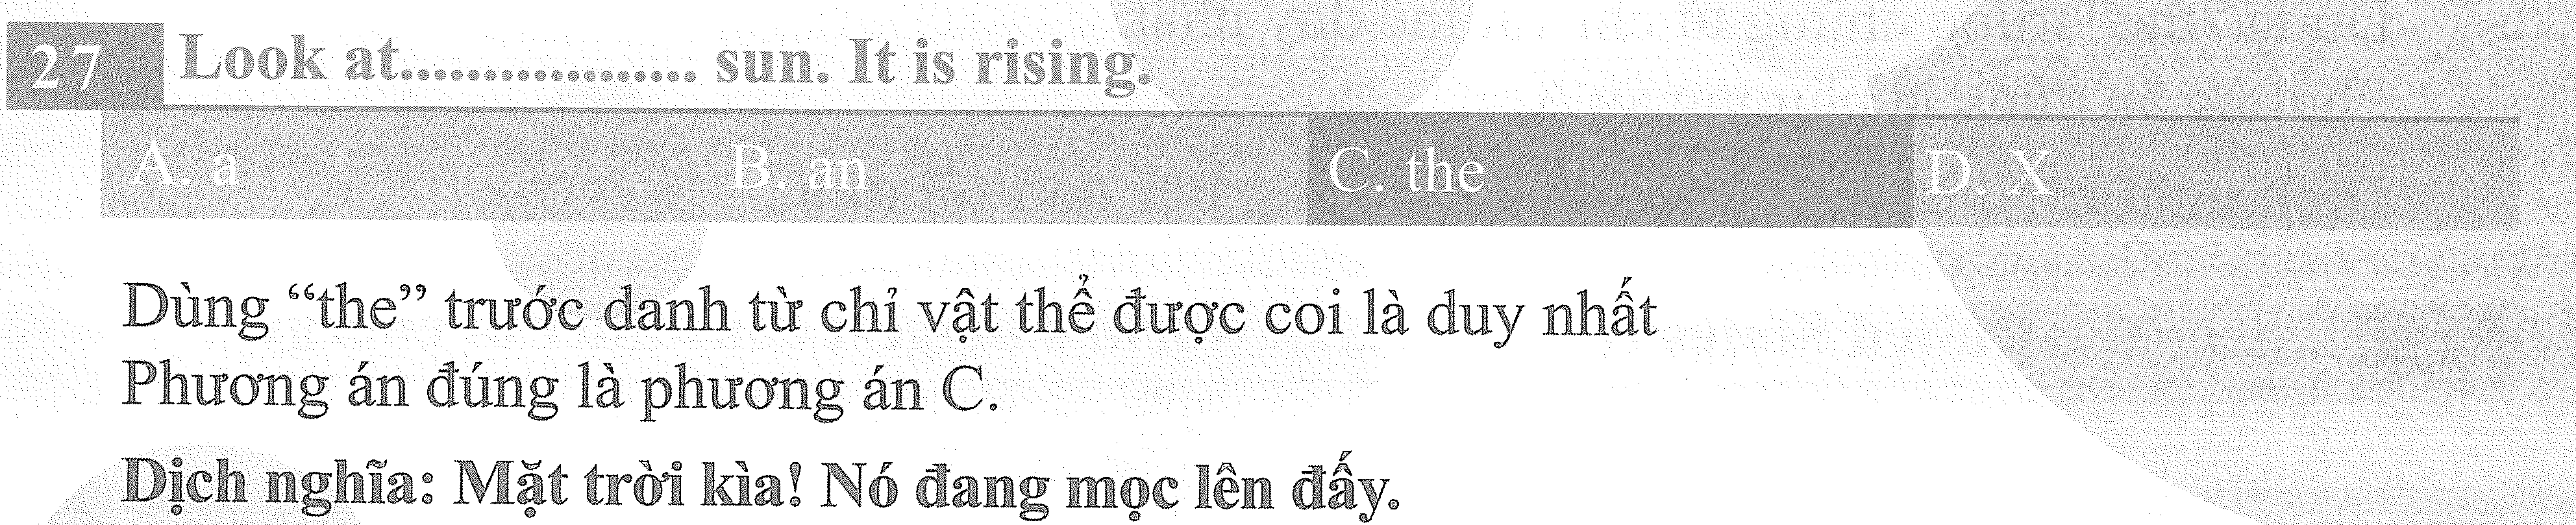 27 Look at.................. sun. It is rising.
A. a B. an C. the D. X
Dùng “the” trước danh từ chỉ vật thể được coi là duy nhất
Phương án đúng là phương án C.
Dịch nghĩa: Mặt trời kìa! Nó đang mọc lên đấy.